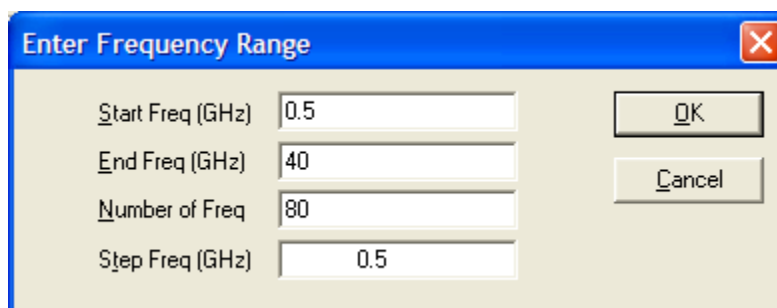 Enter Frequency Range
Start Freq (GHz) 0.5 OK
End Freq (GHz) 40 Cancel
Number of Freq 80
Step Freq (GHz) 0.5